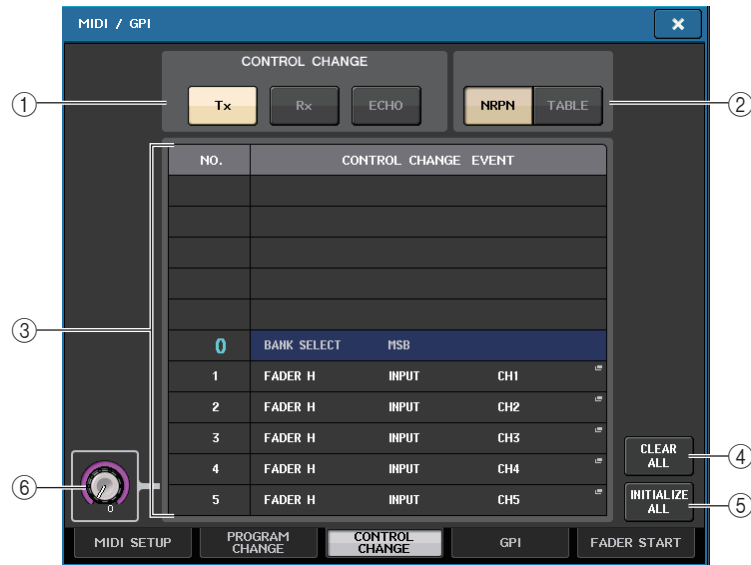 MIDI / GPI
×
CONTROL CHANGE
Tx Rx ECHO NRPN TABLE
① ②
NO. CONTROL CHANGE EVENT
③
0 BANK SELECT MSB
1 FADER H INPUT CH1
2 FADER H INPUT CH2
3 FADER H INPUT CH3
4 FADER H INPUT CH4
5 FADER H INPUT CH5
CLEAR
ALL
④
INITIALIZE
ALL
⑤
⑥
0
MIDI SETUP PROGRAM CHANGE CONTROL CHANGE GPI FADER START